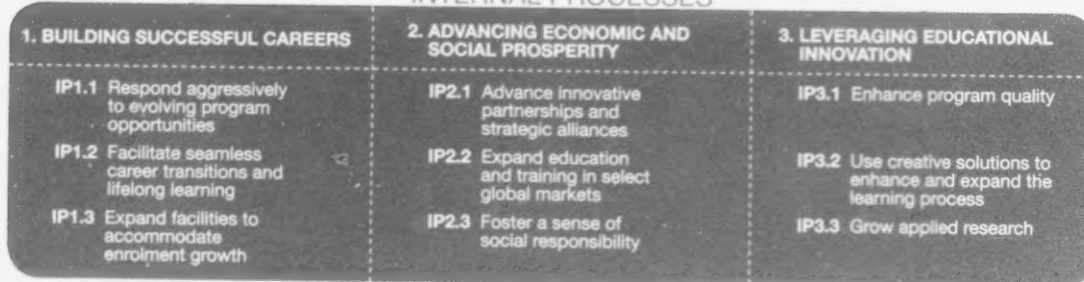 INTERNAL PROCESSES
1. BUILDING SUCCESSFUL CAREERS
IP1.1 Respond aggressively
to evolving program
opportunities
IP1.2 Facilitate seamless
career transitions and
lifelong learning
IP1.3 Expand facilities to
accommodate
enrolment growth
2. ADVANCING ECONOMIC AND
SOCIAL PROSPERITY
IP2.1 Advance innovative
partnerships and
strategic alliances
IP2.2 Expand education
and training in select
global markets
IP2.3 Foster a sense of
social responsibility
3. LEVERAGING EDUCATIONAL
INNOVATION
IP3.1 Enhance program quality
IP3.2 Use creative solutions to
enhance and expand the
learning process
IP3.3 Grow applied research